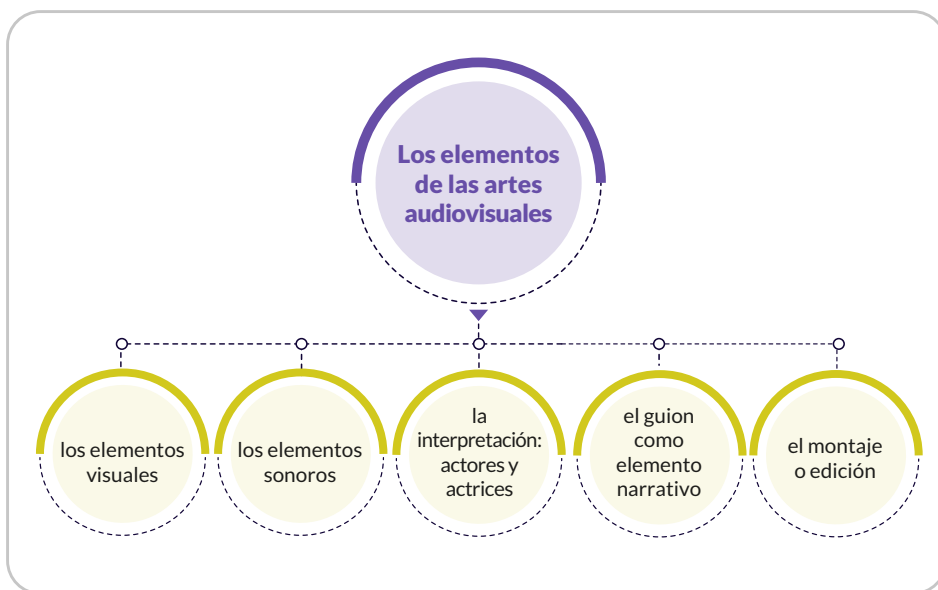 Los elementos
de las artes
audiovisuales
los elementos
visuales
los elementos
sonoros
la
interpretación:
actores y
actrices
el guion
como
elemento
narrativo
el montaje
o edición